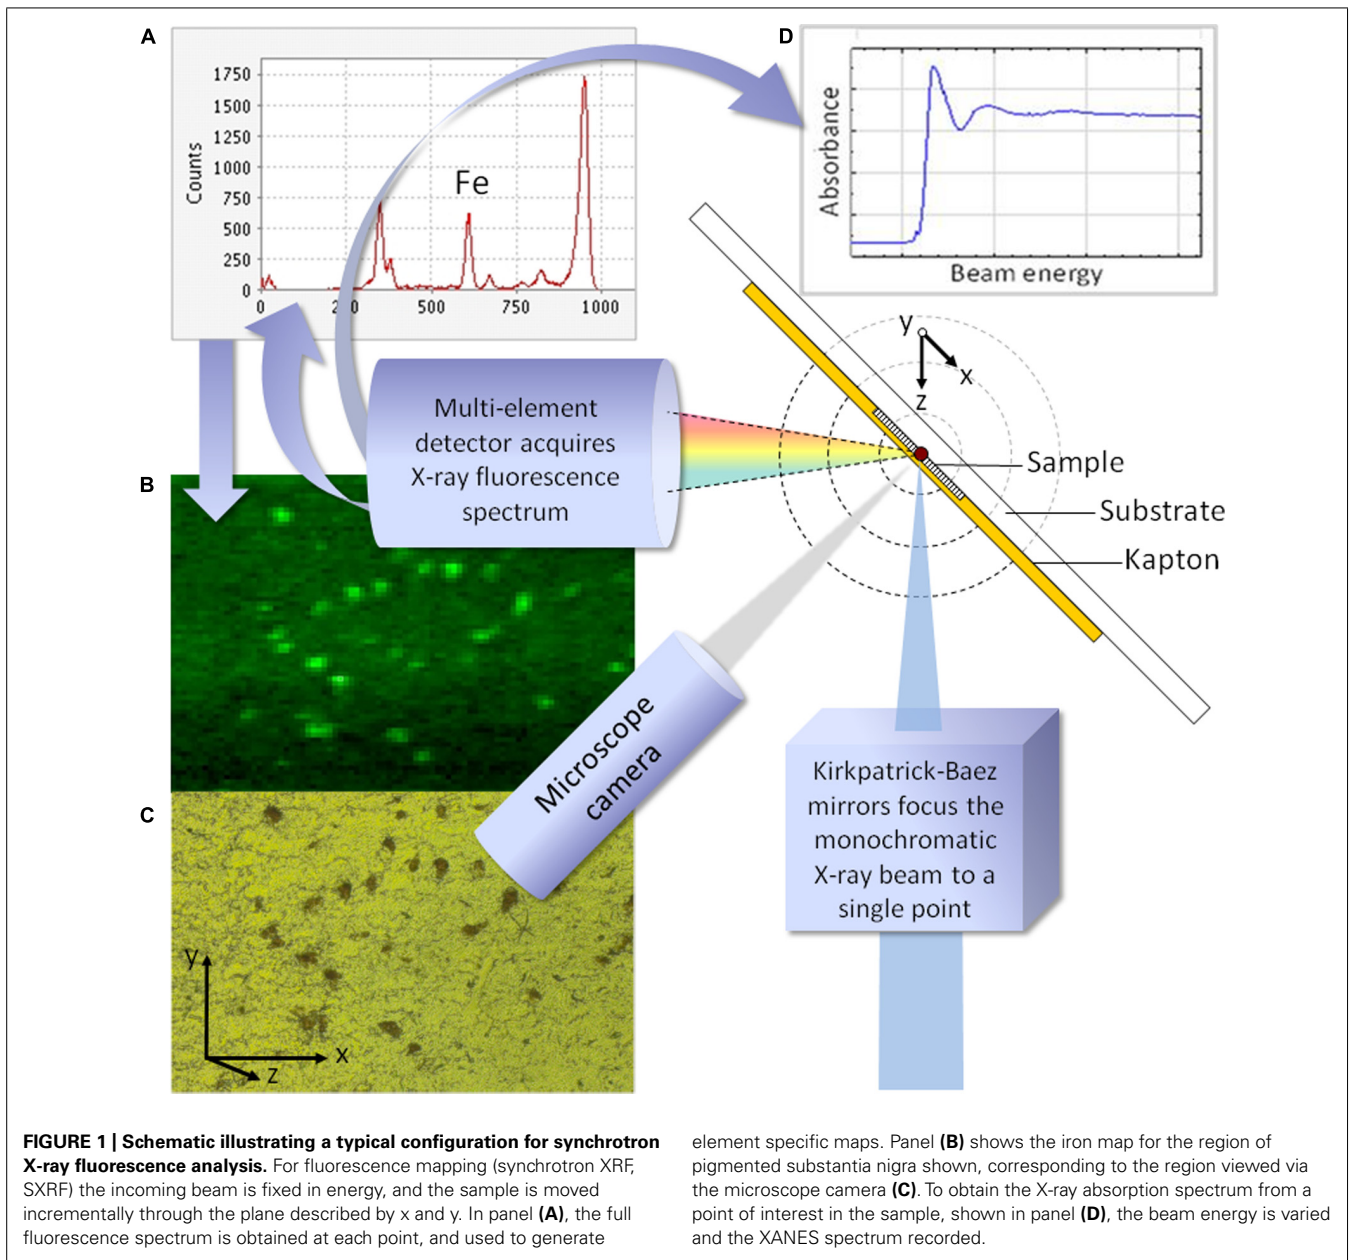 A
1750
1500
1250
1000
750
500
250
0
Counts
Fe
0
500
750
1000
D
Absorbance
Beam energy
y
x
z
Multi-element
detector acquires
X-ray fluorescence
spectrum
Sample
Substrate
Kapton
B
Microscope
camera
Kirkpatrick-Baez
mirrors focus the
monochromatic
X-ray beam to a
single point
C
y
x
z
FIGURE 1 | Schematic illustrating a typical configuration for synchrotron
X-ray fluorescence analysis. For fluorescence mapping (synchrotron XRF,
SXRF) the incoming beam is fixed in energy, and the sample is moved
incrementally through the plane described by x and y. In panel (A), the full
fluorescence spectrum is obtained at each point, and used to generate
element specific maps. Panel (B) shows the iron map for the region of
pigmented substantia nigra shown, corresponding to the region viewed via
the microscope camera (C). To obtain the X-ray absorption spectrum from a
point of interest in the sample, shown in panel (D), the beam energy is varied
and the XANES spectrum recorded.